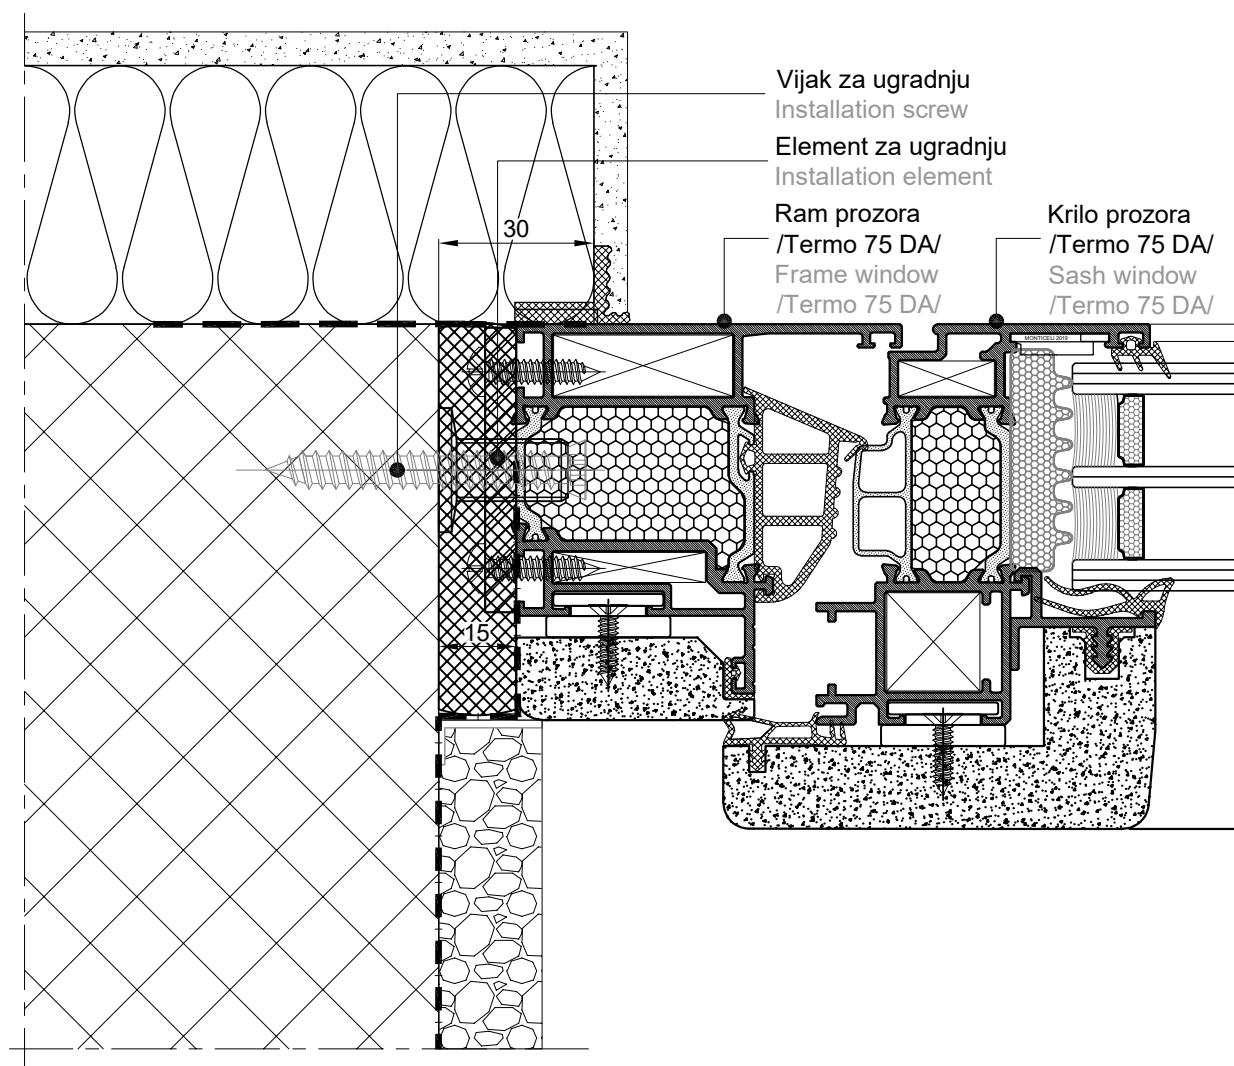 Vijak za ugradnju
Installation screw
Element za ugradnju
Installation element
Ram prozora
/Termo 75 DA/
Frame window
/Termo 75 DA/
Krilo prozora
/Termo 75 DA/
Sash window
/Termo 75 DA/
30
MONTICELI 2019
15